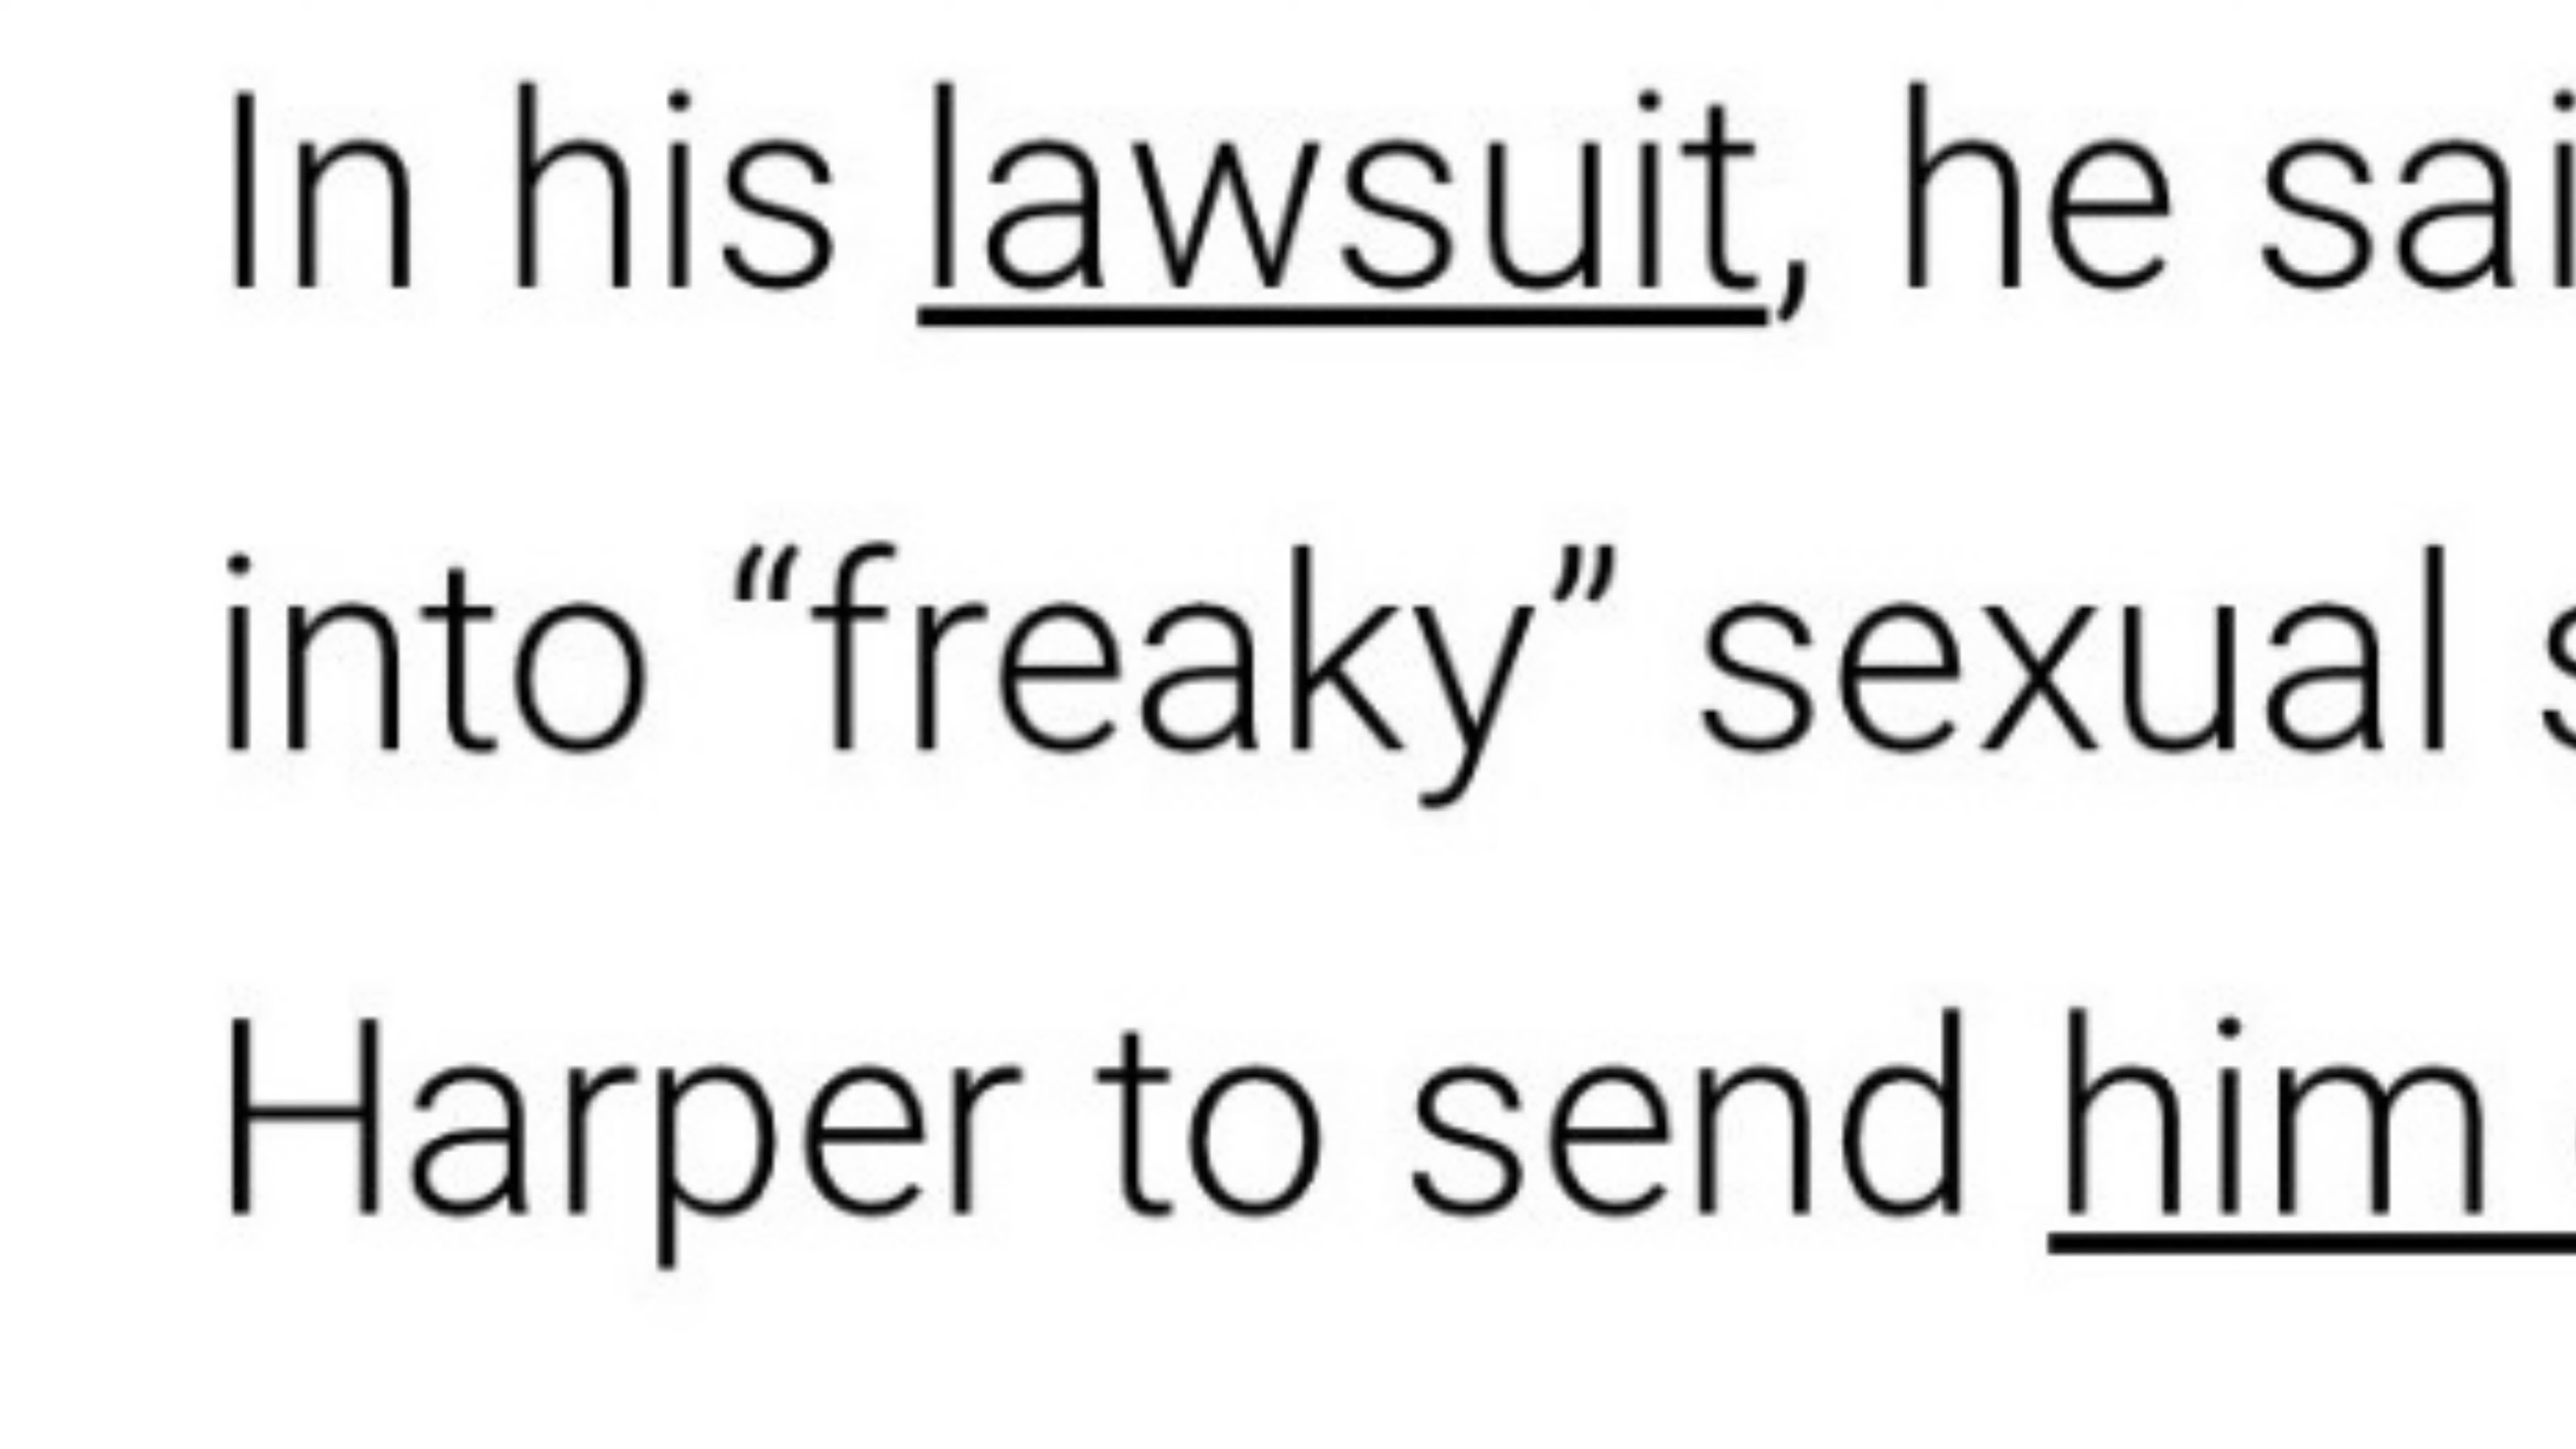 In his lawsuit, he sai
into “freaky” sexual s
Harper to send him